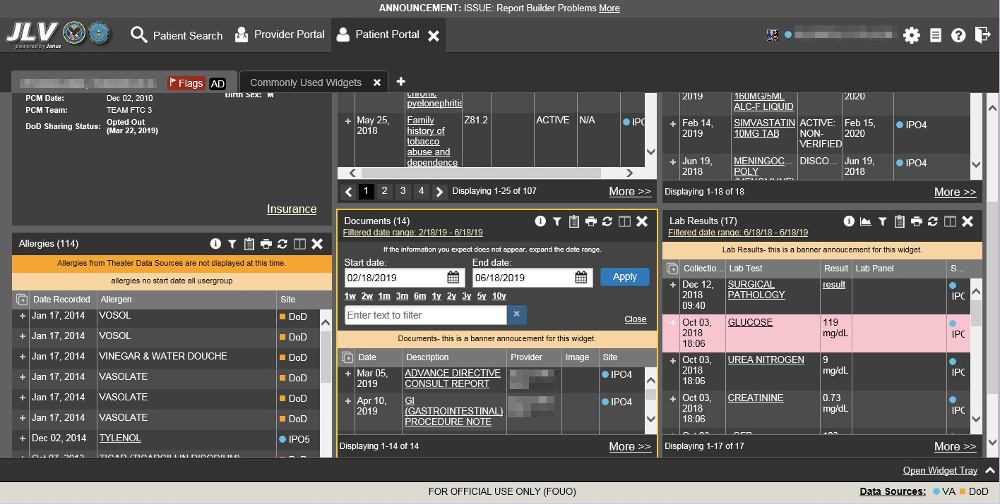 ANNOUNCEMENT: ISSUE: Report Builder Problems More
JLV
powered by Janus
Patient Search
Provider Portal
Patient Portal
Flags AD
Commonly Used Widgets
Birth Sex: M
PCM Date: Dec 02, 2010
PCM Team: TEAM FTC 3
DoD Sharing Status: Opted Out
(Mar 22, 2019)
Insurance
Allergies (114)
Allergies from Theater Data Sources are not displayed at this time.
allergies no start date all usergroup
Date Recorded Allergen Site
+ Jan 17, 2014 VOSOL DoD
+ Jan 17, 2014 VOSOL DoD
+ Jan 17, 2014 VINEGAR & WATER DOUCHE DoD
+ Jan 17, 2014 VASOLATE DoD
+ Jan 17, 2014 VASOLATE DoD
+ Jan 17, 2014 VASOLATE DoD
+ Dec 02, 2014 TYLENOL IPO5
chronic
pyelonephritis
+ May 25, Family Z81.2 ACTIVE N/A IPO
2018 history of
tobacco
abuse and
dependence
1 2 3 4 Displaying 1-25 of 107 More >>
Documents (14)
Filtered date range: 2/18/19 - 6/18/19
If the information you expect does not appear, expand the date range.
Start date: End date:
02/18/2019 06/18/2019 Apply
1w 2w 1m 3m 6m 1y 2y 3y 5y 10y
Enter text to filter
Close
Documents- this is a banner annoucement for this widget.
Date Description Provider Image Site
+ Mar 05, ADVANCE DIRECTIVE IPO4
2019 CONSULT REPORT
+ Apr 10, GI IPO4
2019 (GASTROINTESTINAL)
PROCEDURE NOTE
Displaying 1-14 of 14 More >>
2019 160MG/5ML 2020
ALC-F LIQUID
+ Feb 14, SIMVASTATIN ACTIVE: Feb 15, IPO4
2019 10MG TAB NON- 2020
VERIFIED
+ Jun 19, MENINGOC... DISCO... Jun 19, IPO4
2018 POLY 2018
(MENOMUNE)
Displaying 1-18 of 18 More >>
Lab Results (17)
Filtered date range: 6/18/18 - 6/18/19
Lab Results- this is a banner annoucement for this widget.
Collectio... Lab Test Result Lab Panel S...
+ Dec 12, SURGICAL result
2018 PATHOLOGY IPO
09:40
+ Oct 03, GLUCOSE 119
2018 mg/dL IPO
18:06
+ Oct 03, UREA NITROGEN 9
2018 mg/dL IPO
18:06
+ Oct 03, CREATININE 0.73
2018 mg/dL IPO
18:06
Displaying 1-17 of 17 More >>
Open Widget Tray
FOR OFFICIAL USE ONLY (FOUO)
Data Sources: VA DoD